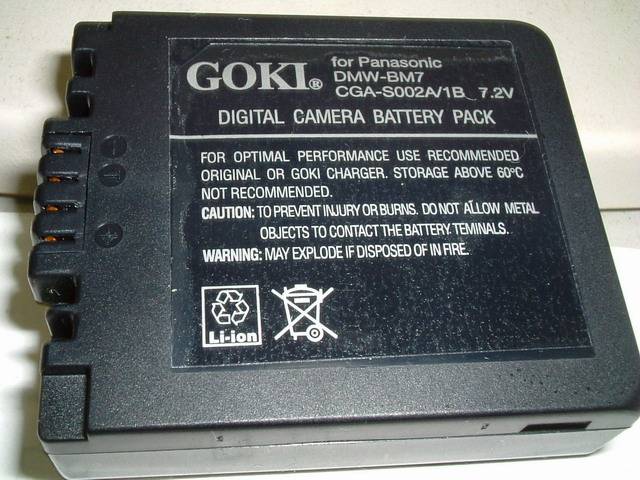 GOKI®
for Panasonic
DMW-BM7
CGA-S002A/1B 7.2V
DIGITAL CAMERA BATTERY PACK
FOR OPTIMAL PERFORMANCE USE RECOMMENDED
ORIGINAL OR GOKI CHARGER. STORAGE ABOVE 60°C
NOT RECOMMENDED.
CAUTION: TO PREVENT INJURY OR BURNS. DO NOT ALLOW METAL
OBJECTS TO CONTACT THE BATTERY TEMINALS.
WARNING: MAY EXPLODE IF DISPOSED OF IN FIRE.
Li-ion